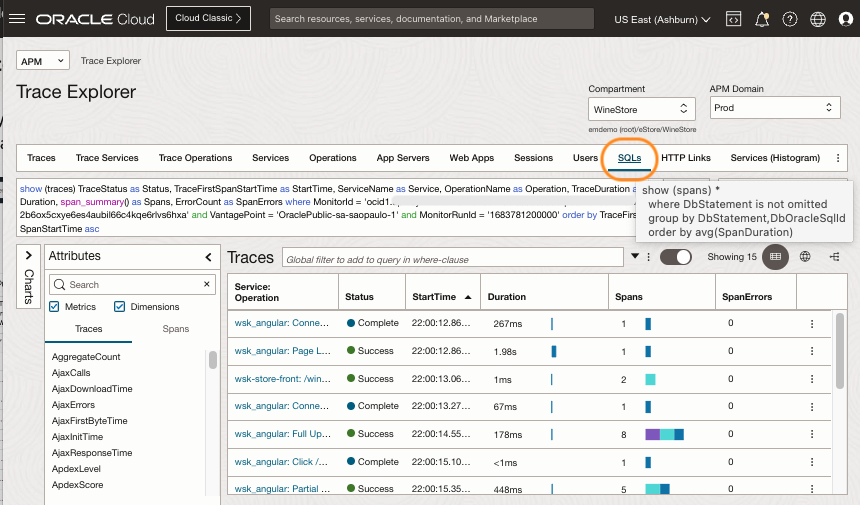 ORACLE Cloud
Cloud Classic >
Search resources, services, documentation, and Marketplace
US East (Ashburn)
APM
Trace Explorer
Trace Explorer
Compartment
WineStore
emdemo (root)/eStore/WineStore
APM Domain
Prod
Traces
Trace Services
Trace Operations
Services
Operations
App Servers
Web Apps
Sessions
Users
SQLs
HTTP Links
Services (Histogram)
show (traces) TraceStatus as Status, TraceFirstSpanStartTime as StartTime, ServiceName as Service, OperationName as Operation, TraceDuration a
Duration, span_summary() as Spans, ErrorCount as SpanErrors where MonitorId = 'ocid1..
2b6ox5cxye6es4aubil66c4kqe6rlvs6hxa' and VantagePoint = 'OraclePublic-sa-saopaulo-1' and MonitorRunId = '1683781200000' order by TraceFirs
SpanStartTime asc
show (spans) *
where DbStatement is not omitted
group by DbStatement,DbOracleSqlId
order by avg(SpanDuration)
Charts
Attributes
Search
Metrics
Dimensions
Traces
Spans
AggregateCount
AjaxCalls
AjaxDownloadTime
AjaxErrors
AjaxFirstByteTime
AjaxInitTime
AjaxResponseTime
ApdexLevel
ApdexScore
Traces
Global filter to add to query in where-clause
Showing 15
Service:
Operation
Status
StartTime
Duration
Spans
SpanErrors
wsk_angular: Conne... Complete 22:00:12.86... 267ms 1 0
wsk_angular: Page L... Success 22:00:12.86... 1.98s 1 0
wsk-store-front: /win... Success 22:00:13.06... 1ms 2 0
wsk_angular: Conne... Complete 22:00:13.27... 67ms 1 0
wsk_angular: Full Up... Success 22:00:14.55... 178ms 8 0
wsk_angular: Click /... Complete 22:00:15.10... <1ms 1 0
wsk_angular: Partial ... Success 22:00:15.35... 448ms 5 0